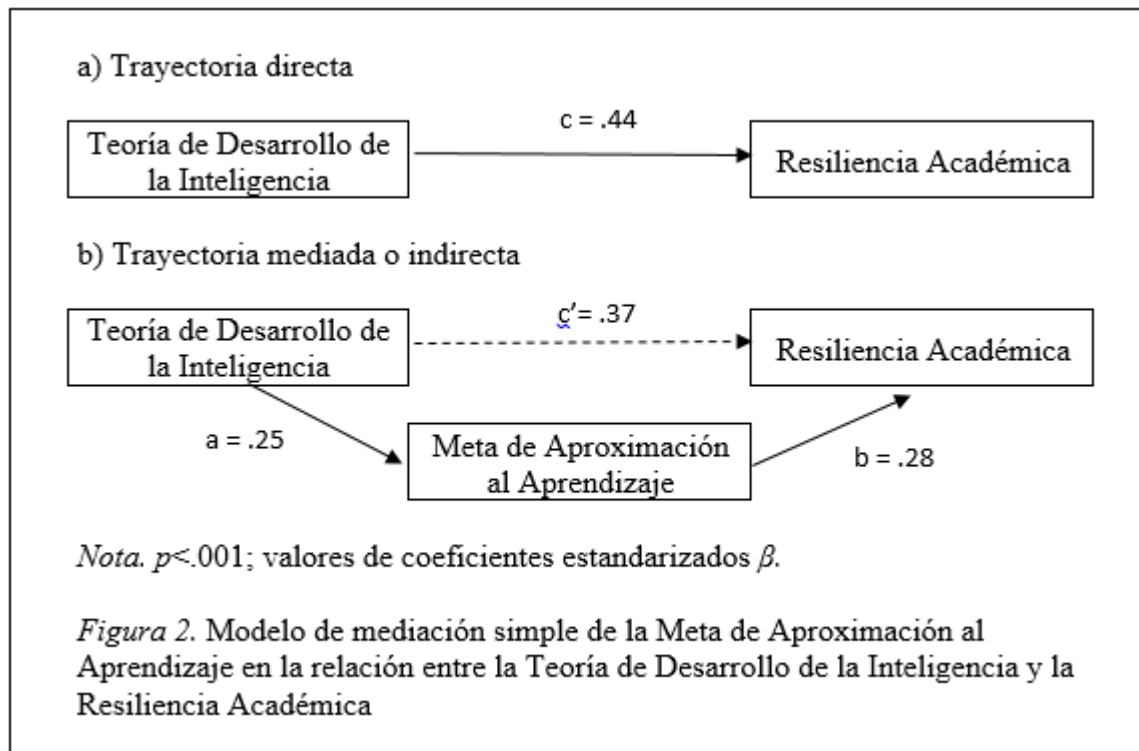 a) Trayectoria directa
c = .44
Teoría de Desarrollo de
la Inteligencia
Resiliencia Académica
b) Trayectoria mediada o indirecta
c’= .37
Teoría de Desarrollo de
la Inteligencia
Resiliencia Académica
a = .25
Meta de Aproximación
al Aprendizaje
b = .28
Nota. p<.001; valores de coeficientes estandarizados β.
Figura 2. Modelo de mediación simple de la Meta de Aproximación al
Aprendizaje en la relación entre la Teoría de Desarrollo de la Inteligencia y la
Resiliencia Académica